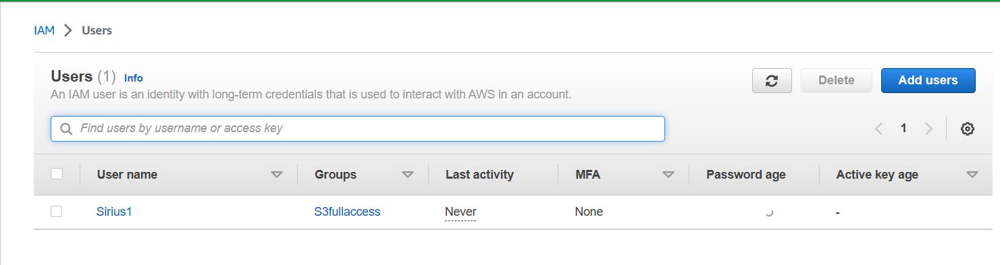 IAM Users
Users (1) Info
An IAM user is an identity with long-term credentials that is used to interact with AWS in an account.
Delete
Add users
Find users by username or access key
1
User name Groups Last activity MFA Password age Active key age
Sirius1 S3fullaccess Never None -